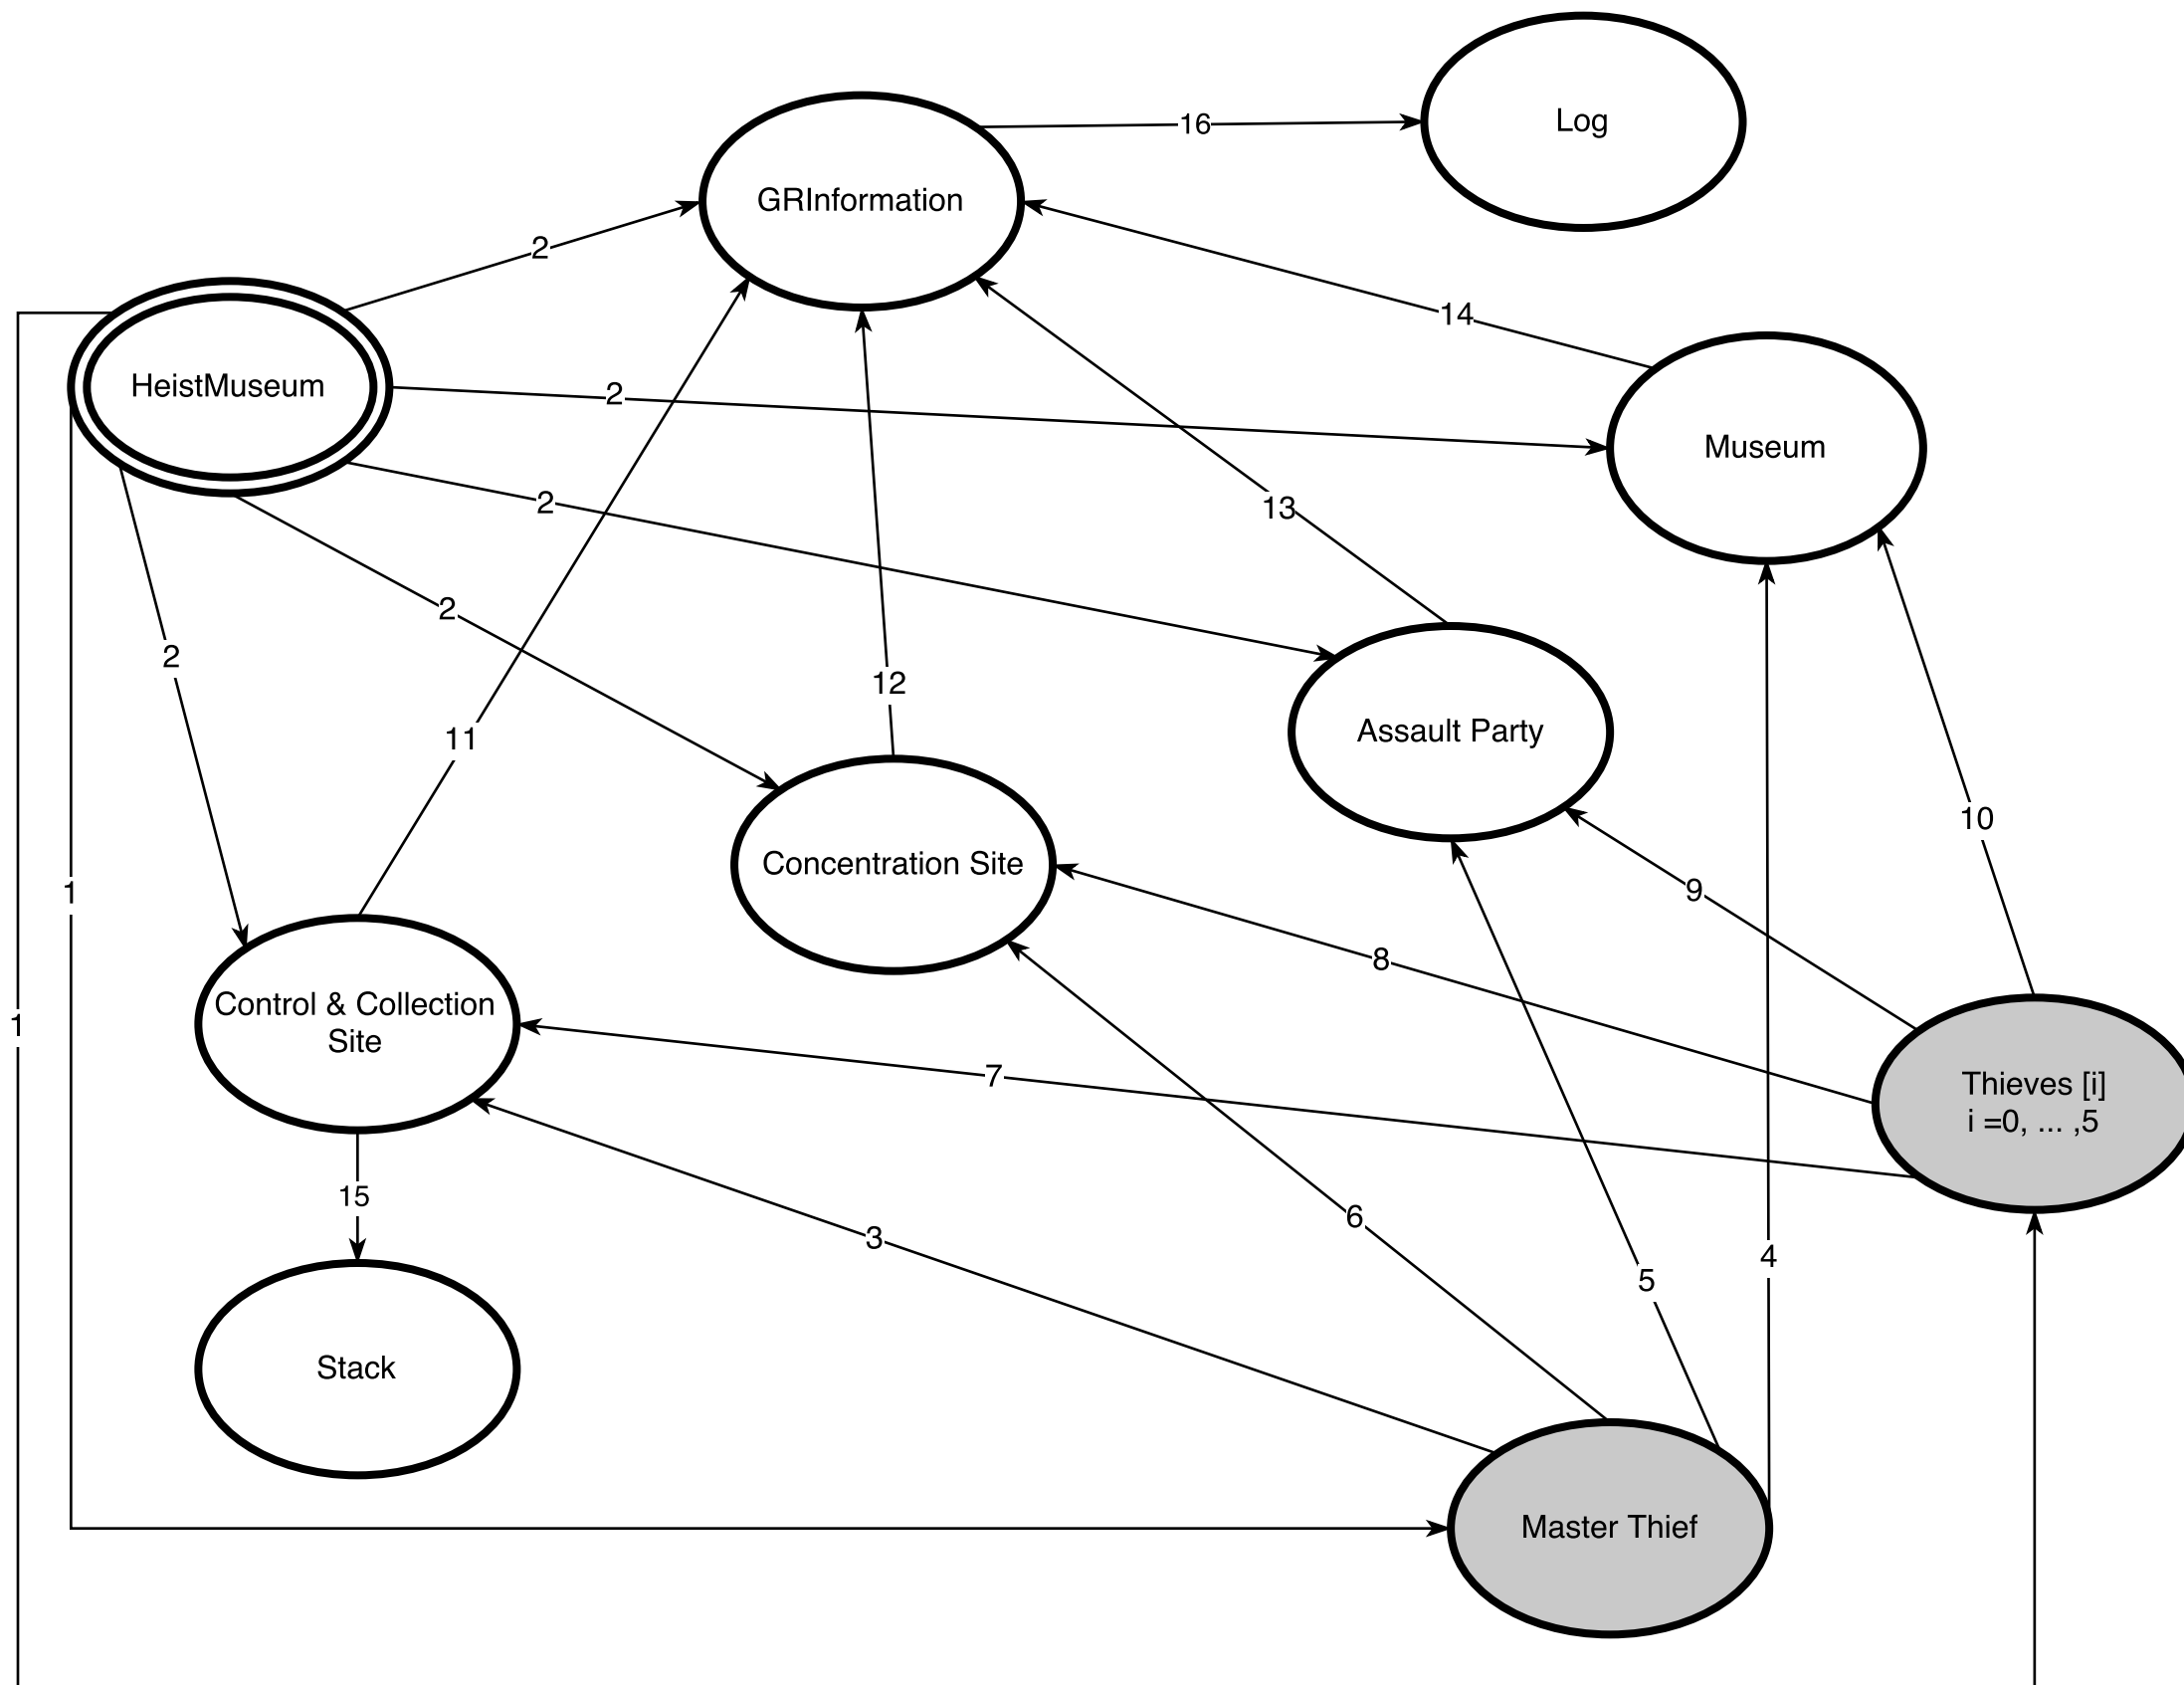 Log
16
GRInformation
2
14
HeistMuseum
2
Museum
2
13
2
2
12
11
Assault Party
10
Concentration Site
1
9
8
Control & Collection
Site
1
7
Thieves [i]
i =0, ... ,5
15
6
3
4
5
Stack
Master Thief